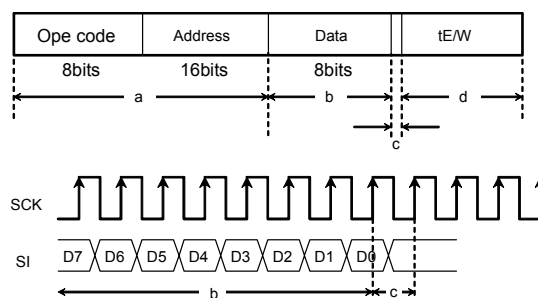 Ope code Address Data tE/W
8bits 16bits 8bits
a b d
c
SCK
SI D7 D6 D5 D4 D3 D2 D1 D0
b c